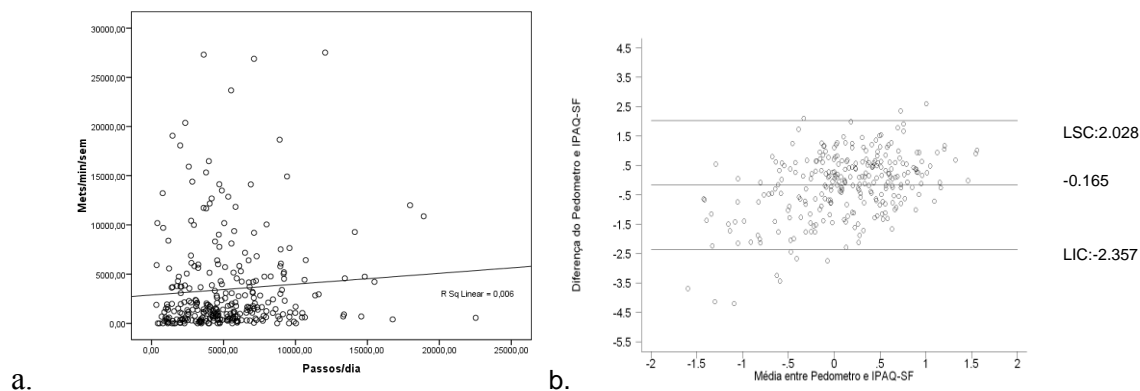 30000,00
25000,00
20000,00
15000,00
10000,00
5000,00
0,00
Mets/min/sem
R Sq Linear = 0,006
0,00 5000,00 10000,00 15000,00 20000,00 25000,00
Passos/dia
a.
4.5
3.5
2.5
1.5
.5
-.5
-1.5
-2.5
-3.5
-4.5
-5.5
Diferença do Pedometro e IPAQ-SF
LSC:2.028
-0.165
LIC:-2.357
-2 -1.5 -1 -.5 0 .5 1 1.5 2
Média entre Pedometro e IPAQ-SF
b.